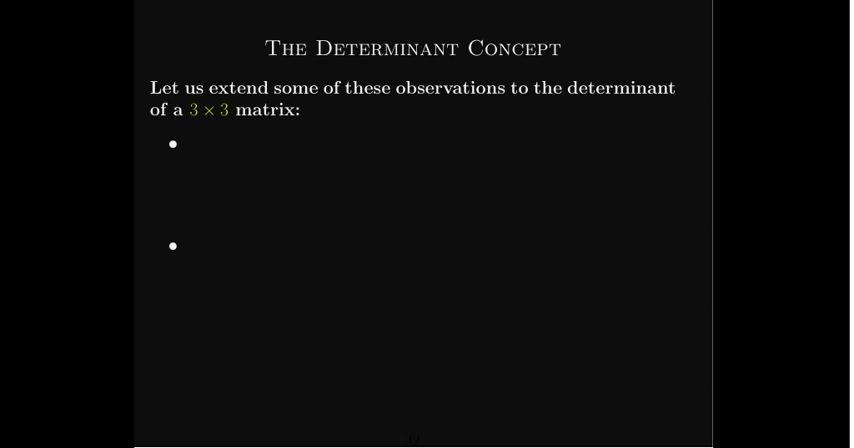 The Determinant Concept
Let us extend some of these observations to the determinant
of a 3 × 3 matrix:
•
•